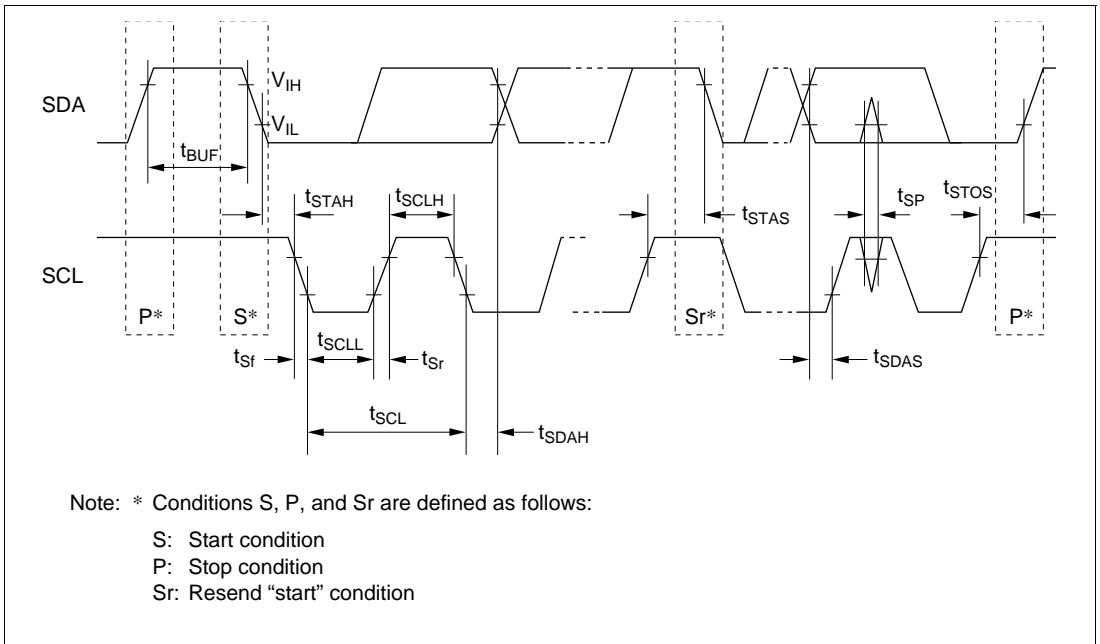 SDA
V_IH
V_IL
t_BUF
t_STAH
t_SCLH
t_STAS
t_SP
t_STOS
SCL
P*
S*
Sr*
P*
t_Sf
t_SCLL
t_Sr
t_SDAS
t_SCL
t_SDAH
Note: * Conditions S, P, and Sr are defined as follows:
S: Start condition
P: Stop condition
Sr: Resend “start” condition